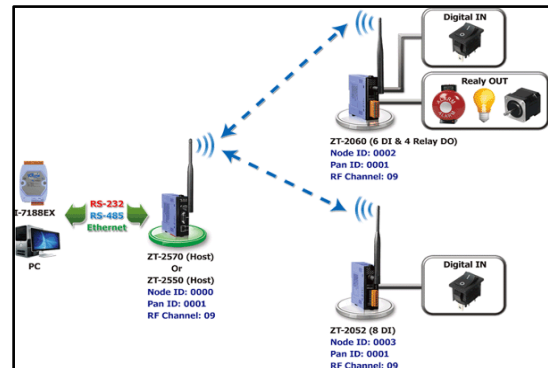 Digital IN
Realy OUT
ZT-2060 (6 DI & 4 Relay DO)
Node ID: 0002
Pan ID: 0001
RF Channel: 09
I-7188EX
RS-232
RS-485
Ethernet
PC
ZT-2570 (Host)
Or
ZT-2550 (Host)
Node ID: 0000
Pan ID: 0001
RF Channel: 09
Digital IN
ZT-2052 (8 DI)
Node ID: 0003
Pan ID: 0001
RF Channel: 09